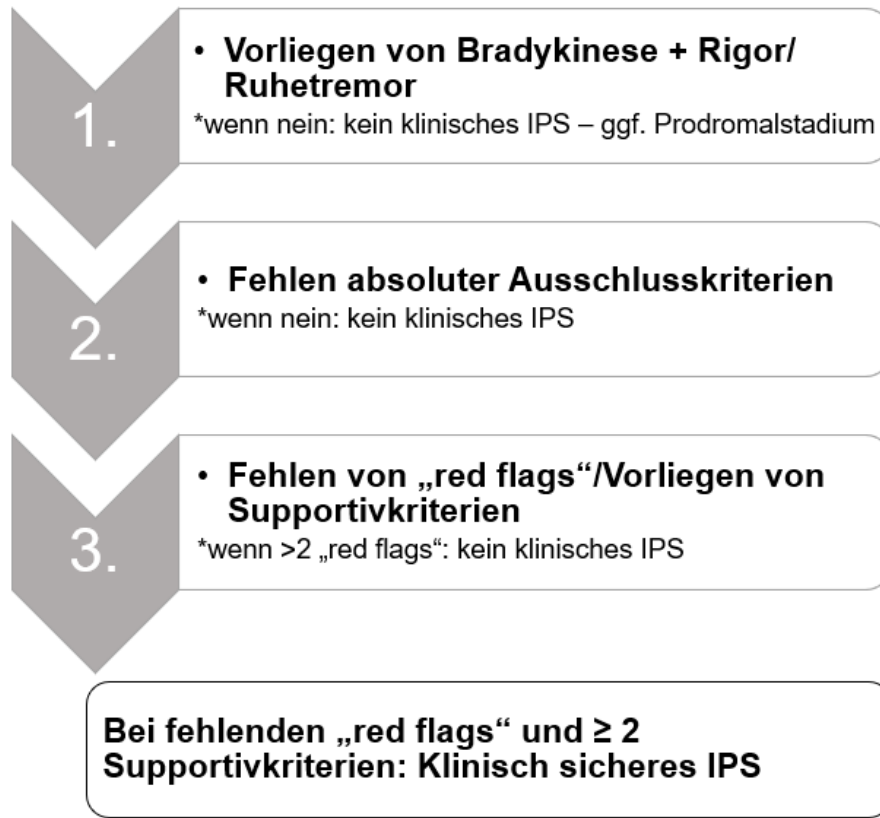 1.
• Vorliegen von Bradykinese + Rigor/
Ruhetremor
*wenn nein: kein klinisches IPS – ggf. Prodromalstadium
2.
• Fehlen absoluter Ausschlusskriterien
*wenn nein: kein klinisches IPS
3.
• Fehlen von „red flags“/Vorliegen von
Supportivkriterien
*wenn >2 „red flags“: kein klinisches IPS
Bei fehlenden „red flags“ und ≥ 2
Supportivkriterien: Klinisch sicheres IPS